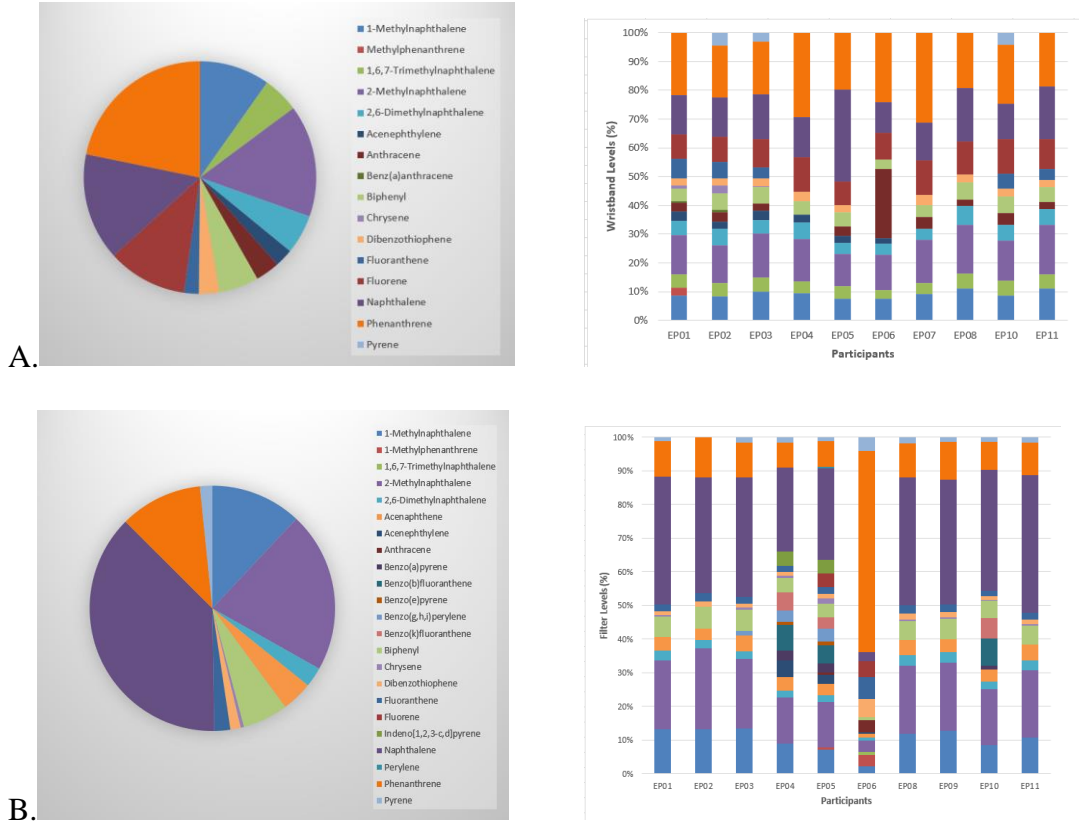 1-Methylnaphthalene
Methylphenanthrene
1,6,7-Trimethylnaphthalene
2-Methylnaphthalene
2,6-Dimethylnaphthalene
Acenephthylene
Anthracene
Benz(a)anthracene
Biphenyl
Chrysene
Dibenzothiophene
Fluoranthene
Fluorene
Naphthalene
Phenanthrene
Pyrene
A.
Wristband Levels (%)
100%
90%
80%
70%
60%
50%
40%
30%
20%
10%
0%
EP01 EP02 EP03 EP04 EP05 EP06 EP07 EP08 EP10 EP11
Participants
1-Methylnaphthalene
1-Methylphenanthrene
1,6,7-Trimethylnaphthalene
2-Methylnaphthalene
2,6-Dimethylnaphthalene
Acenaphthene
Acenephthylene
Anthracene
Benzo(a)pyrene
Benzo(b)fluoranthene
Benzo(e)pyrene
Benzo(g,h,i)perylene
Benzo(k)fluoranthene
Biphenyl
Chrysene
Dibenzothiophene
Fluoranthene
Fluorene
Indeno[1,2,3-c,d]pyrene
Naphthalene
Perylene
Phenanthrene
Pyrene
B.
Filter Levels (%)
100%
90%
80%
70%
60%
50%
40%
30%
20%
10%
0%
EP01 EP02 EP03 EP04 EP05 EP06 EP08 EP09 EP10 EP11
Participants